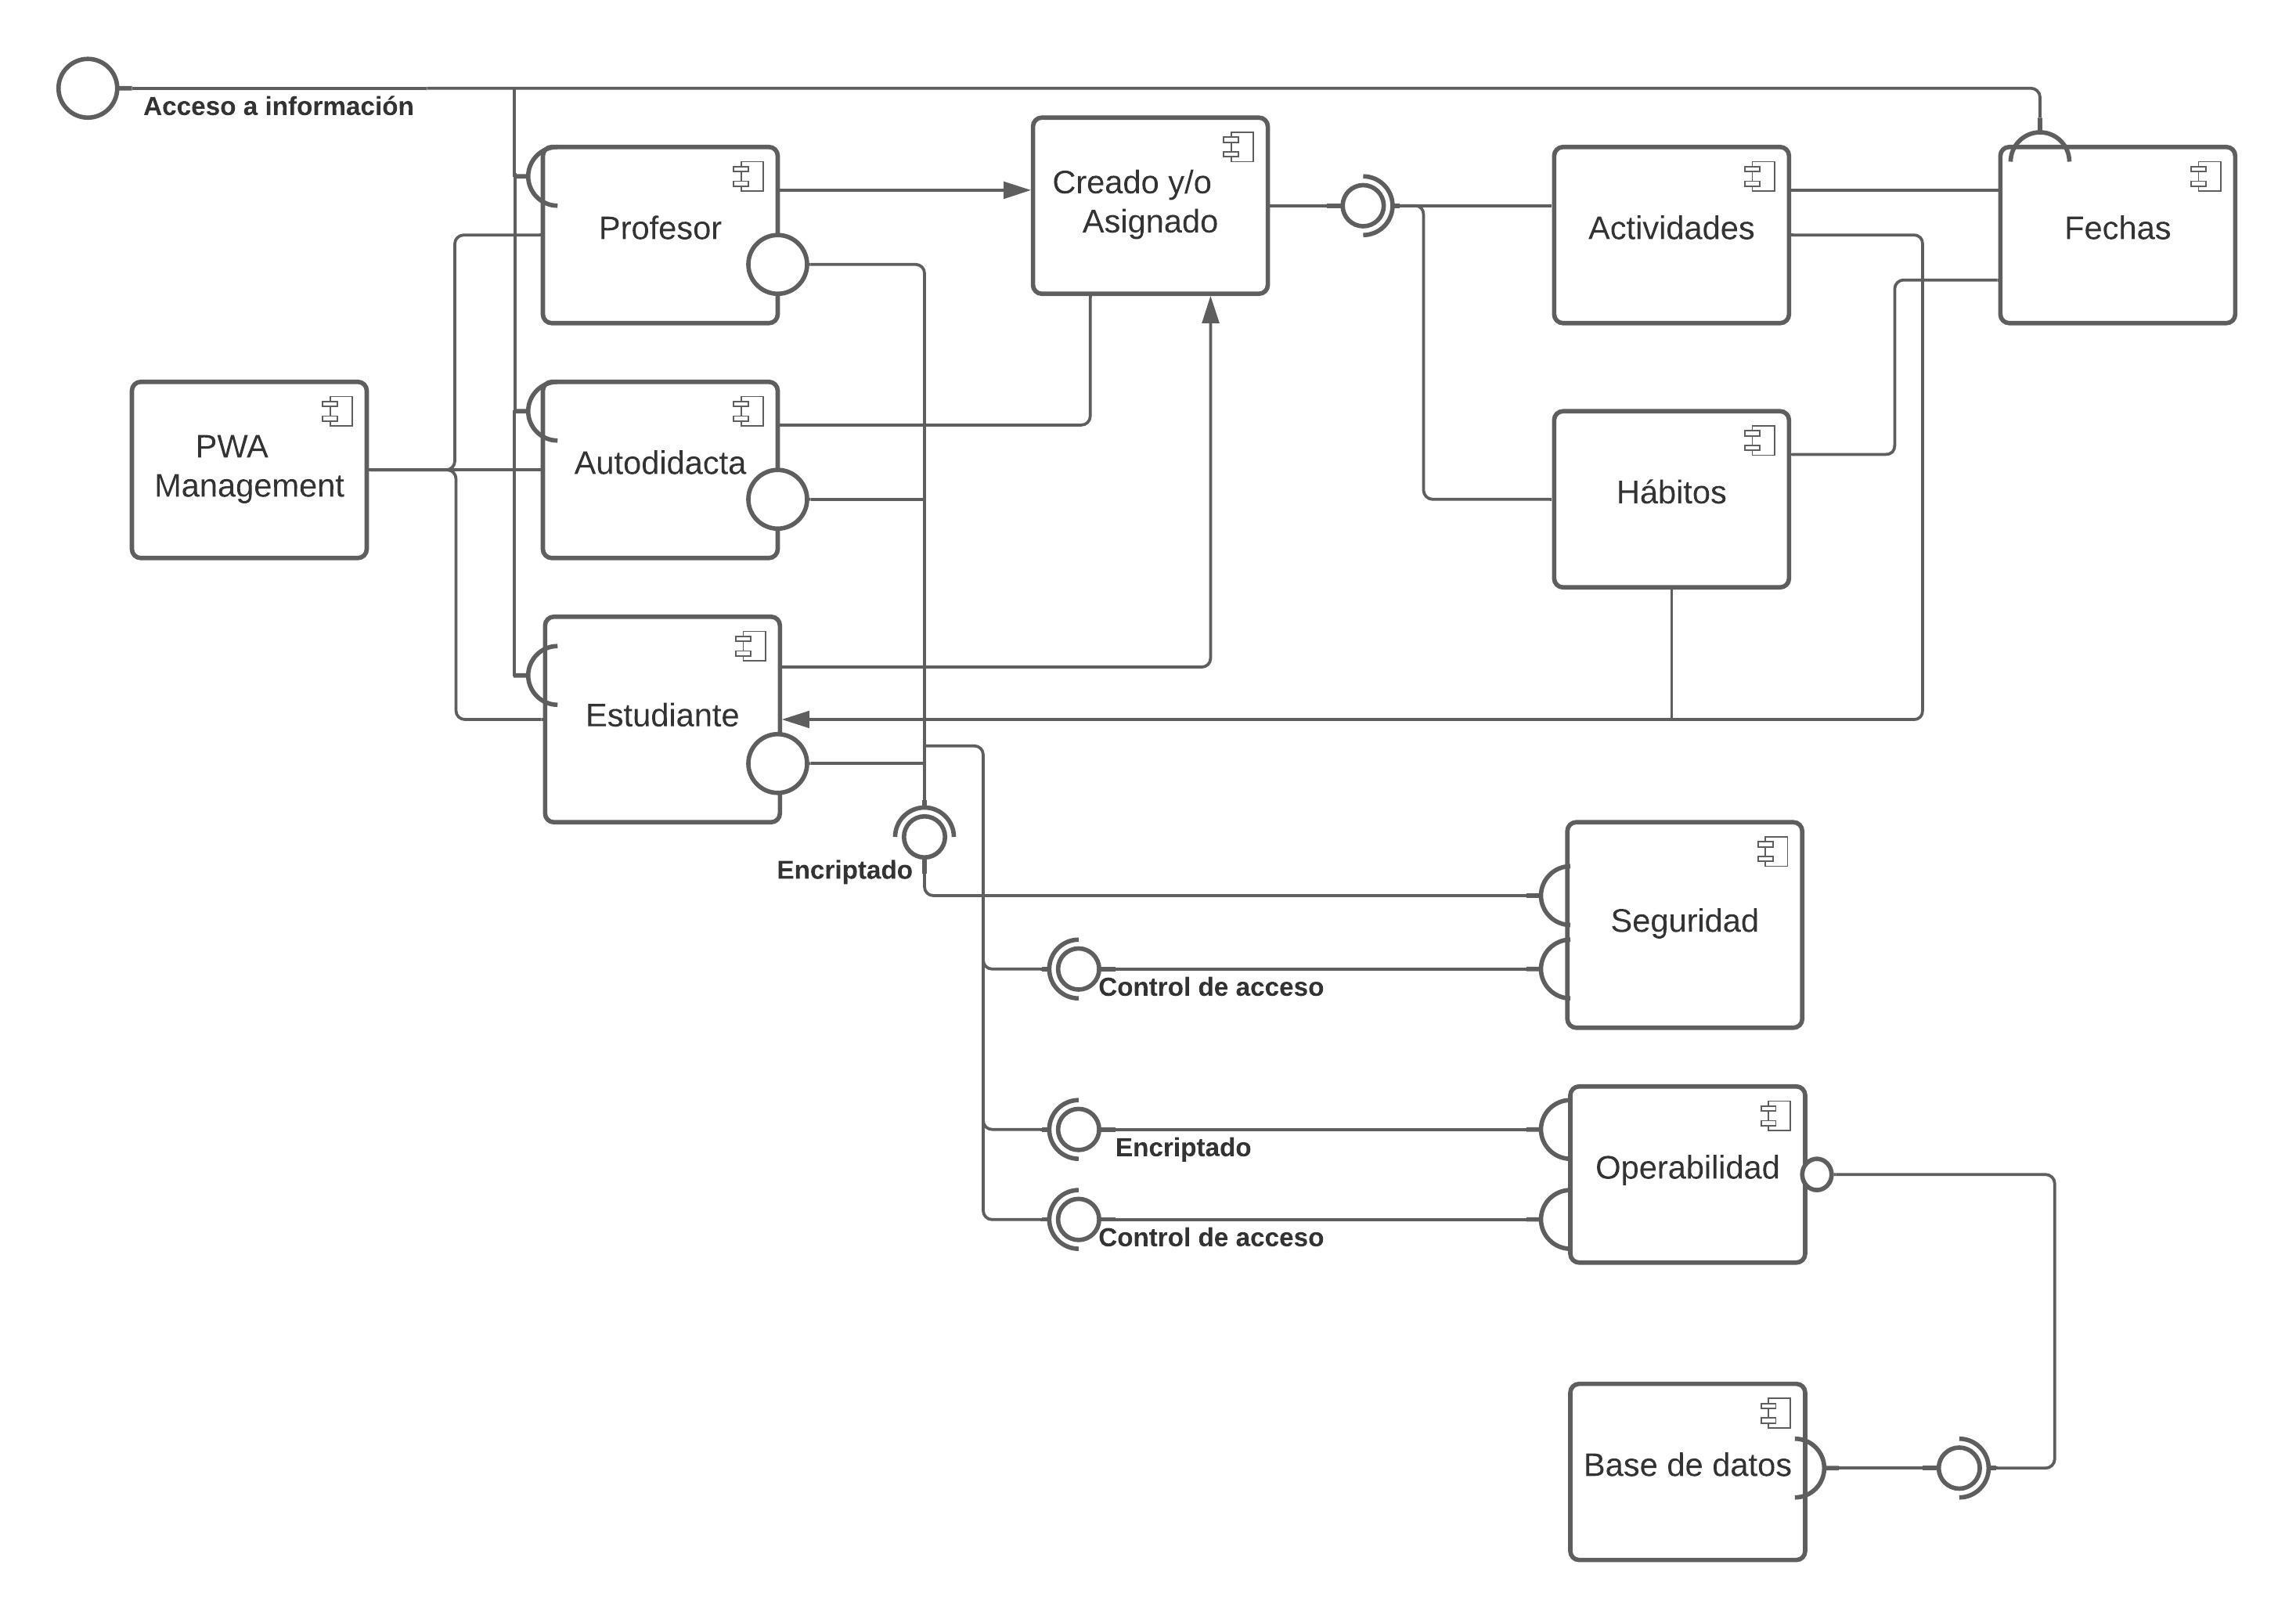 Acceso a información
Profesor
Creado y/o
Asignado
Actividades
Fechas
PWA
Management
Autodidacta
Hábitos
Estudiante
Encriptado
Seguridad
Control de acceso
Encriptado
Operabilidad
Control de acceso
Base de datos